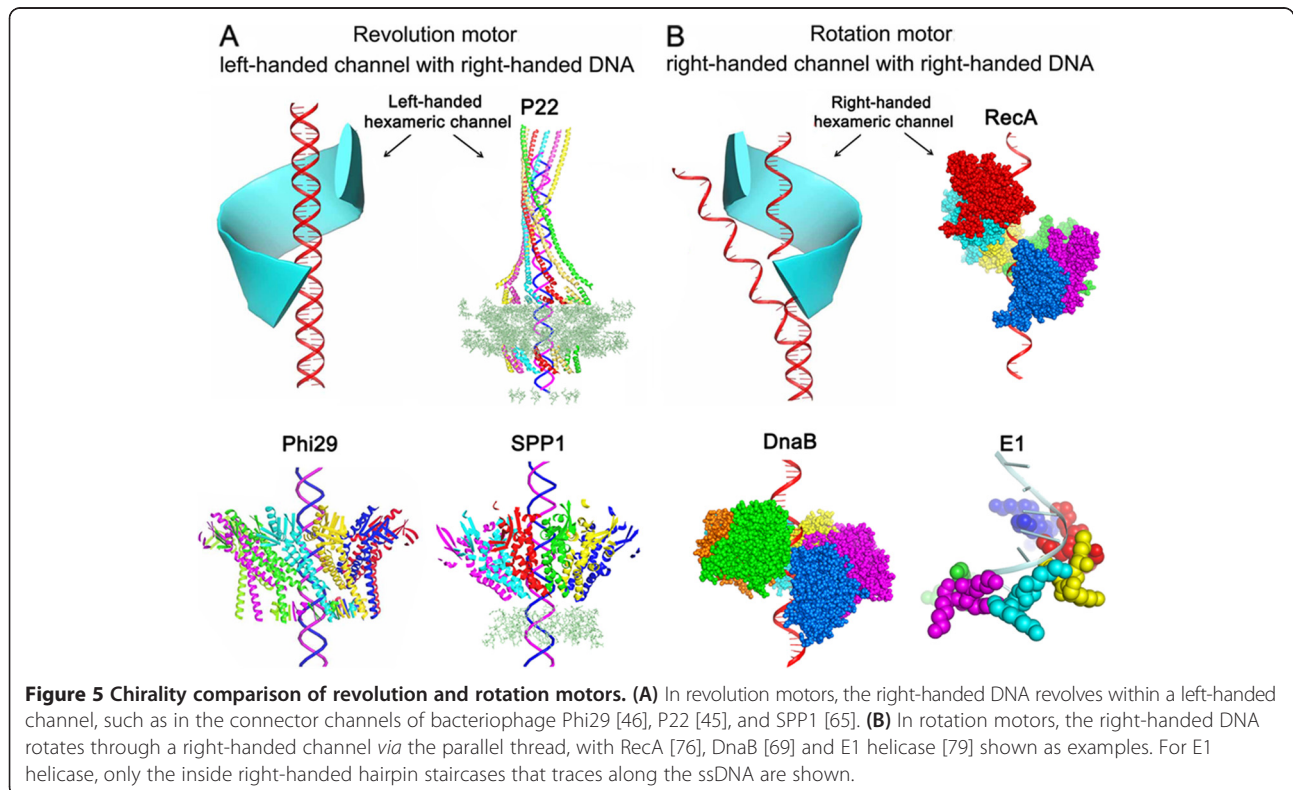 A
Revolution motor
left-handed channel with right-handed DNA
Left-handed
hexameric channel
P22
B
Rotation motor
right-handed channel with right-handed DNA
Right-handed
hexameric channel
RecA
Phi29
SPP1
DnaB
E1
Figure 5 Chirality comparison of revolution and rotation motors. (A) In revolution motors, the right-handed DNA revolves within a left-handed
channel, such as in the connector channels of bacteriophage Phi29 [46], P22 [45], and SPP1 [65]. (B) In rotation motors, the right-handed DNA
rotates through a right-handed channel via the parallel thread, with RecA [76], DnaB [69] and E1 helicase [79] shown as examples. For E1
helicase, only the inside right-handed hairpin staircases that traces along the ssDNA are shown.